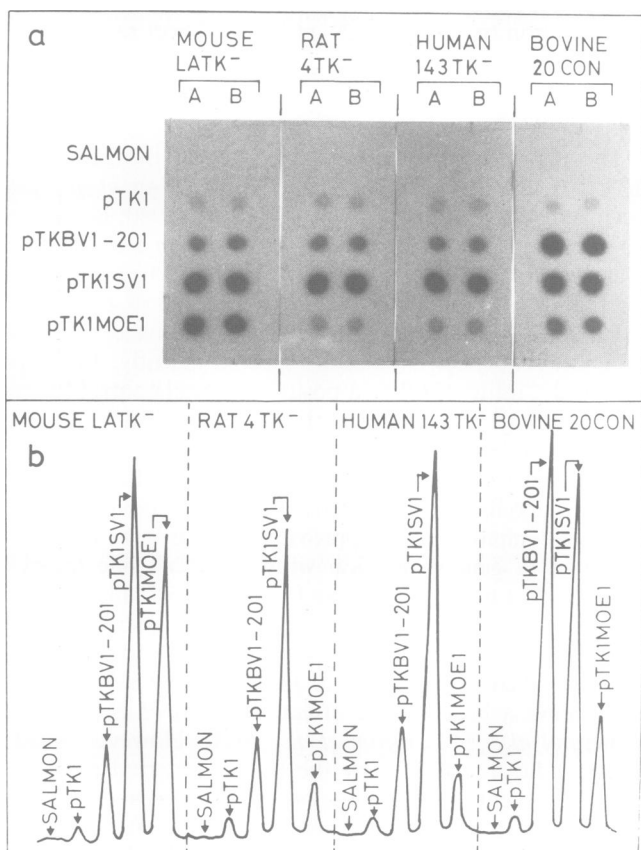 a
MOUSE RAT HUMAN BOVINE
LATK⁻ 4TK⁻ 143TK⁻ 20 CON
A B A B A B A B
SALMON
pTK1
pTKBV1-201
pTK1SV1
pTK1MOE1
MOUSE LATK⁻ RAT 4 TK⁻ HUMAN 143 TK⁻ BOVINE 20CON
b
SALMON
pTK1
pTKBV1-201
pTK1SV1
pTK1MOE1
SALMON
pTK1
pTKBV1-201
pTK1SV1
pTK1MOE1
SALMON
pTK1
pTKBV1-201
pTK1SV1
pTK1MOE1
SALMON
pTK1
pTKBV1-201
pTK1SV1
pTK1MOE1